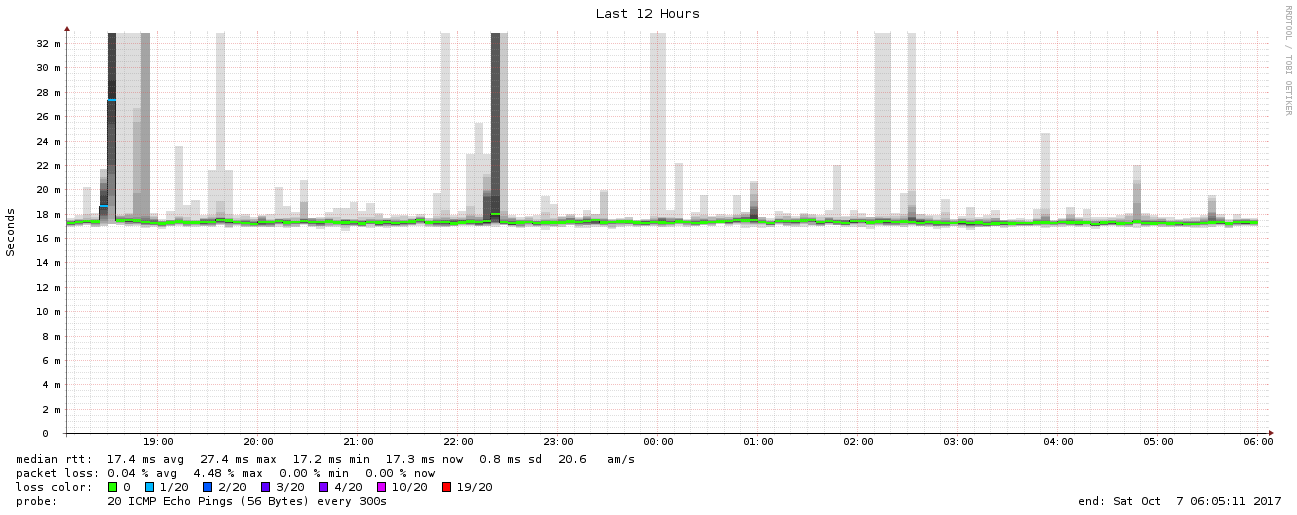 Last 12 Hours
RRDTOOL / TOBI OETIKER
Seconds
32 m
30 m
28 m
26 m
24 m
22 m
20 m
18 m
16 m
14 m
12 m
10 m
8 m
6 m
4 m
2 m
0
19:00 20:00 21:00 22:00 23:00 00:00 01:00 02:00 03:00 04:00 05:00 06:00
median rtt: 17.4 ms avg 27.4 ms max 17.2 ms min 17.3 ms now 0.8 ms sd 20.6 am/s
packet loss: 0.04 % avg 4.48 % max 0.00 % min 0.00 % now
loss color: 0 1/20 2/20 3/20 4/20 10/20 19/20
probe: 20 ICMP Echo Pings (56 Bytes) every 300s end: Sat Oct 7 06:05:11 2017